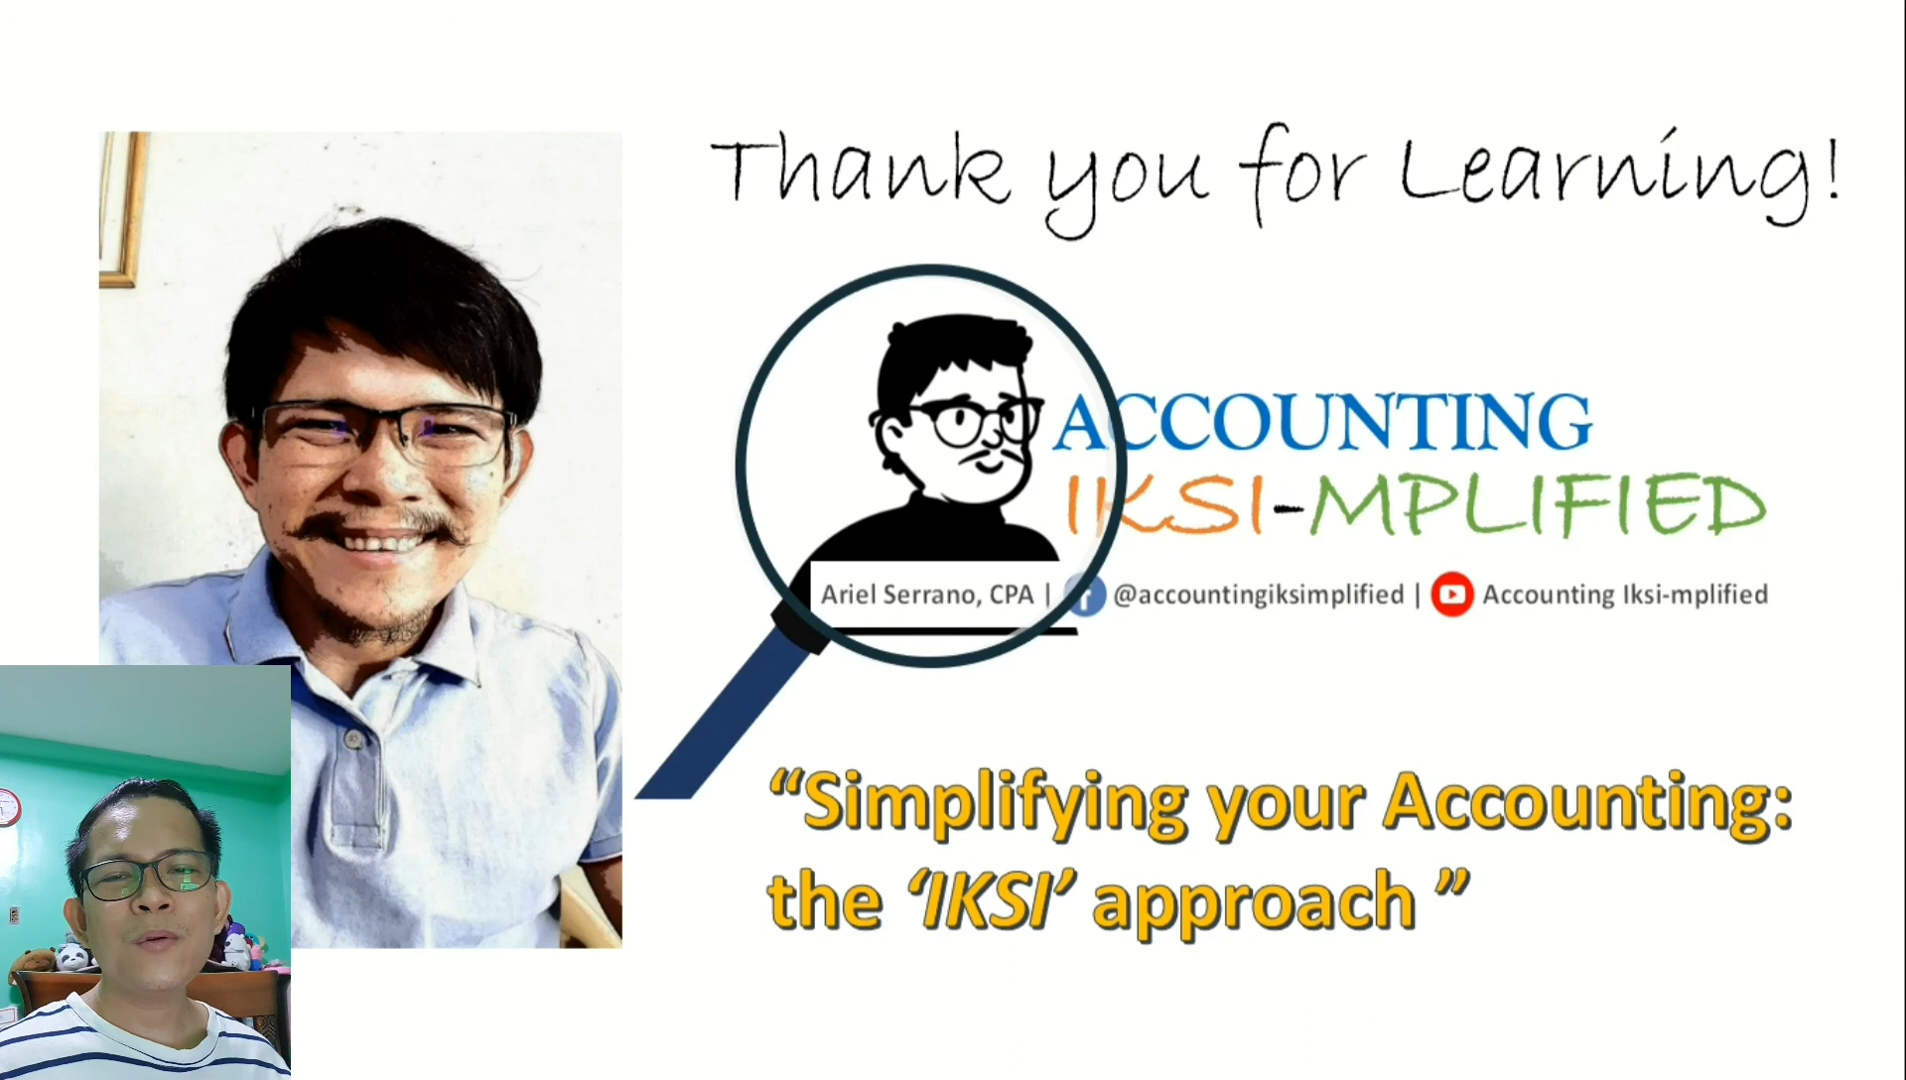 Thank you for Learning!
ACCOUNTING
IKSI-MPLIFIED
Ariel Serrano, CPA | @accountingiksimplified | Accounting Iksi-mplified
“Simplifying your Accounting:
the ‘IKSI’ approach ”